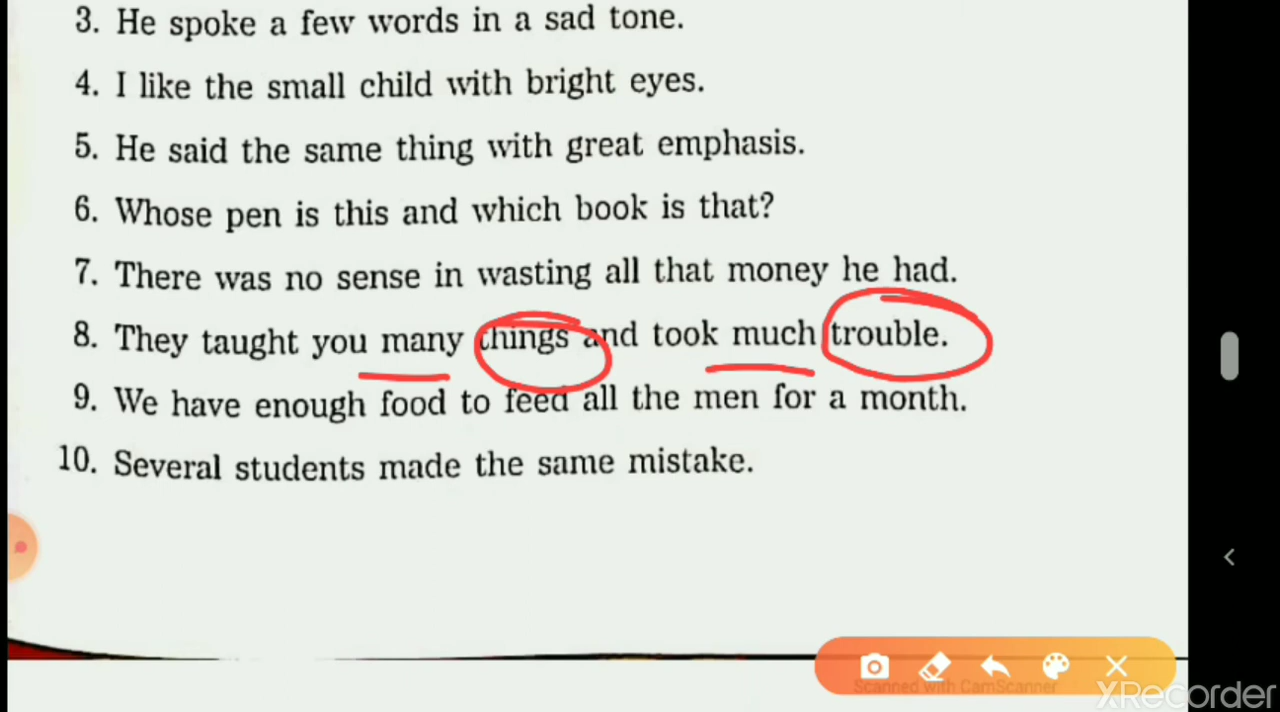 3. He spoke a few words in a sad tone.
4. I like the small child with bright eyes.
5. He said the same thing with great emphasis.
6. Whose pen is this and which book is that?
7. There was no sense in wasting all that money he had.
8. They taught you many things and took much trouble.
9. We have enough food to feed all the men for a month.
10. Several students made the same mistake.
Scanned with CamScanner
XRecorder